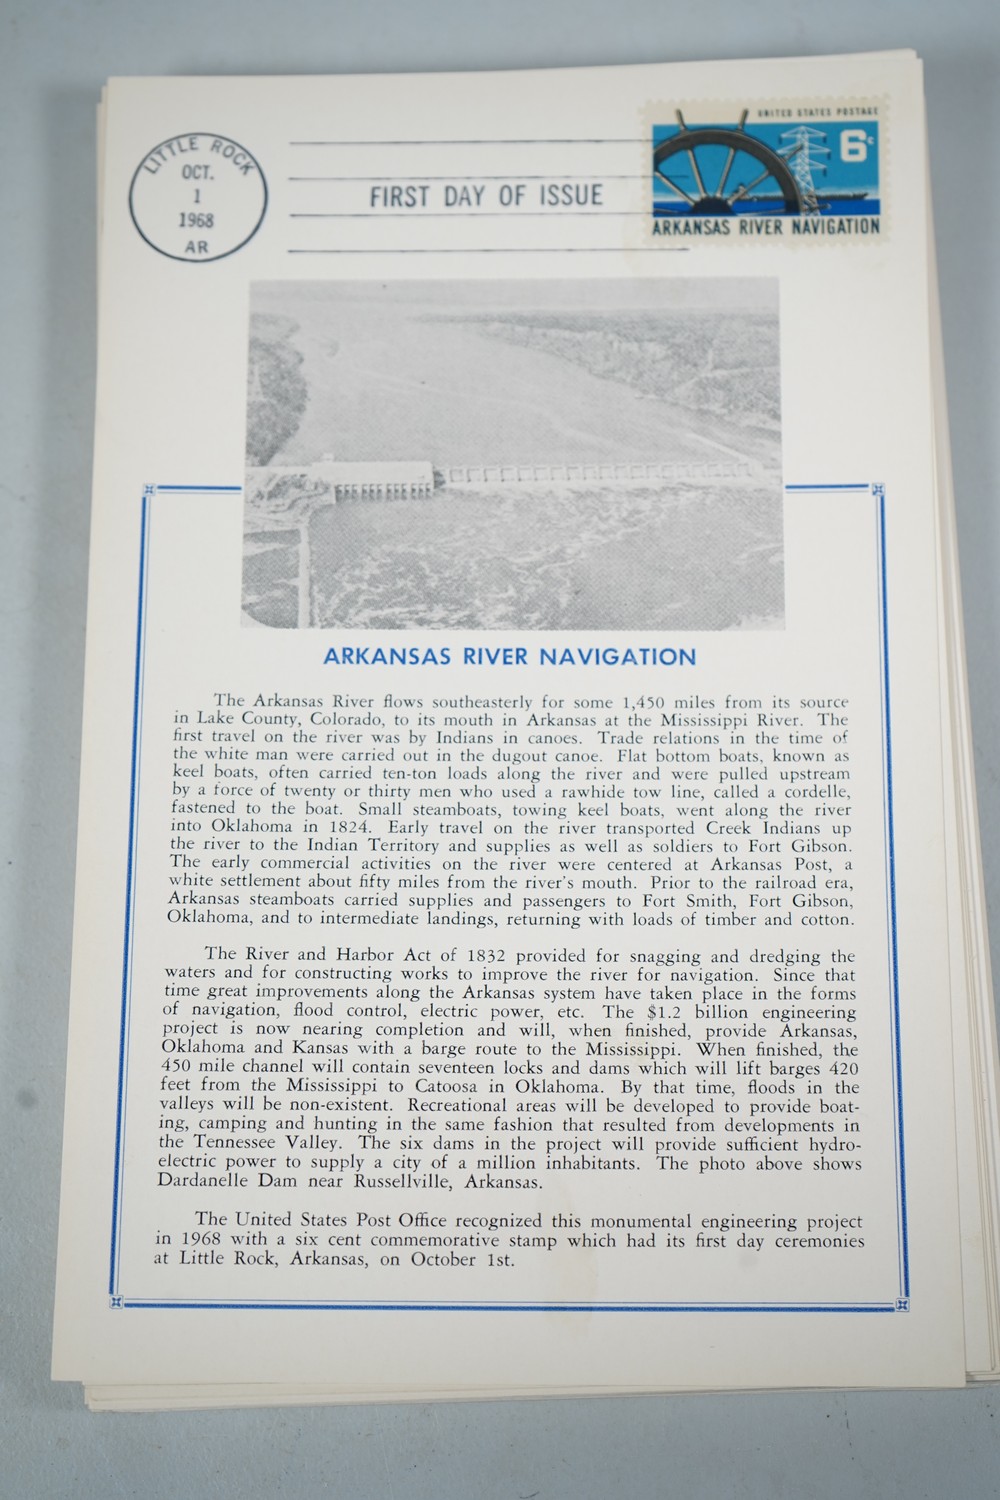 LITTLE ROCK
OCT.
1
1968
AR
FIRST DAY OF ISSUE
UNITED STATES POSTAGE
6c
ARKANSAS RIVER NAVIGATION
ARKANSAS RIVER NAVIGATION
The Arkansas River flows southeasterly for some 1,450 miles from its source
in Lake County, Colorado, to its mouth in Arkansas at the Mississippi River. The
first travel on the river was by Indians in canoes. Trade relations in the time of
the white man were carried out in the dugout canoe. Flat bottom boats, known as
keel boats, often carried ten-ton loads along the river and were pulled upstream
by a force of twenty or thirty men who used a rawhide tow line, called a cordelle,
fastened to the boat. Small steamboats, towing keel boats, went along the river
into Oklahoma in 1824. Early travel on the river transported Creek Indians up
the river to the Indian Territory and supplies as well as soldiers to Fort Gibson.
The early commercial activities on the river were centered at Arkansas Post, a
white settlement about fifty miles from the river's mouth. Prior to the railroad era,
Arkansas steamboats carried supplies and passengers to Fort Smith, Fort Gibson,
Oklahoma, and to intermediate landings, returning with loads of timber and cotton.
The River and Harbor Act of 1832 provided for snagging and dredging the
waters and for constructing works to improve the river for navigation. Since that
time great improvements along the Arkansas system have taken place in the forms
of navigation, flood control, electric power, etc. The $1.2 billion engineering
project is now nearing completion and will, when finished, provide Arkansas,
Oklahoma and Kansas with a barge route to the Mississippi. When finished, the
450 mile channel will contain seventeen locks and dams which will lift barges 420
feet from the Mississippi to Catoosa in Oklahoma. By that time, floods in the
valleys will be non-existent. Recreational areas will be developed to provide boat-
ing, camping and hunting in the same fashion that resulted from developments in
the Tennessee Valley. The six dams in the project will provide sufficient hydro-
electric power to supply a city of a million inhabitants. The photo above shows
Dardanelle Dam near Russellville, Arkansas.
The United States Post Office recognized this monumental engineering project
in 1968 with a six cent commemorative stamp which had its first day ceremonies
at Little Rock, Arkansas, on October 1st.